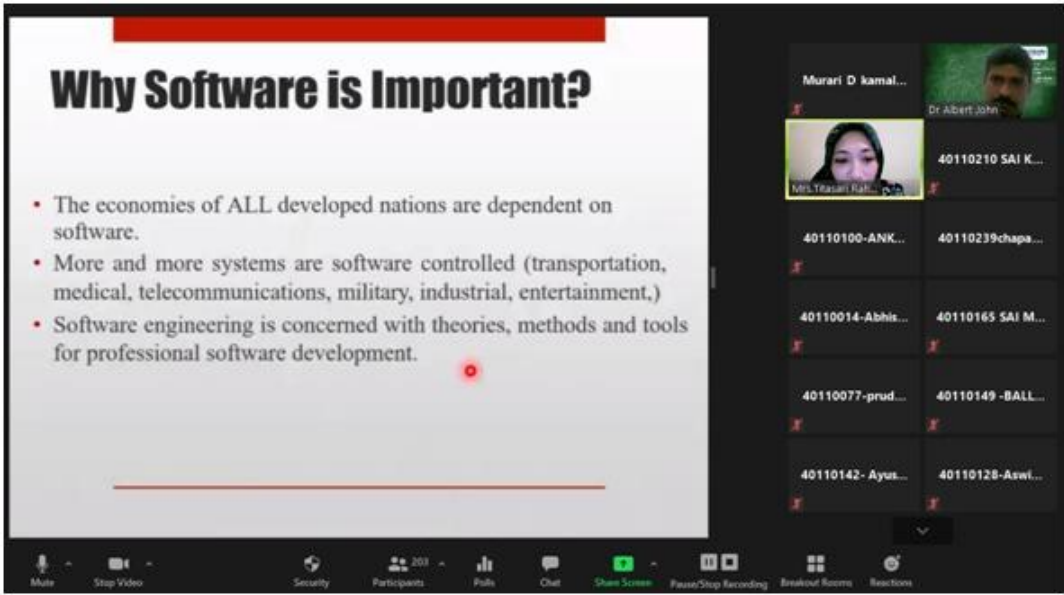 Why Software is Important?
• The economies of ALL developed nations are dependent on
software.
• More and more systems are software controlled (transportation,
medical, telecommunications, military, industrial, entertainment,)
• Software engineering is concerned with theories, methods and tools
for professional software development.
Murari D kamal...
Dr Albert John
Mrs.Titasari Rah...
40110210 SAI K...
40110100-ANK...
40110239chapa...
40110014-Abhis...
40110165 SAI M...
40110077-prud...
40110149 -BALL...
40110142- Ayus...
40110128-Aswi...
Mute
Stop Video
Security
203
Participants
Polls
Chat
Share Screen
Pause/Stop Recording
Breakout Rooms
Reactions